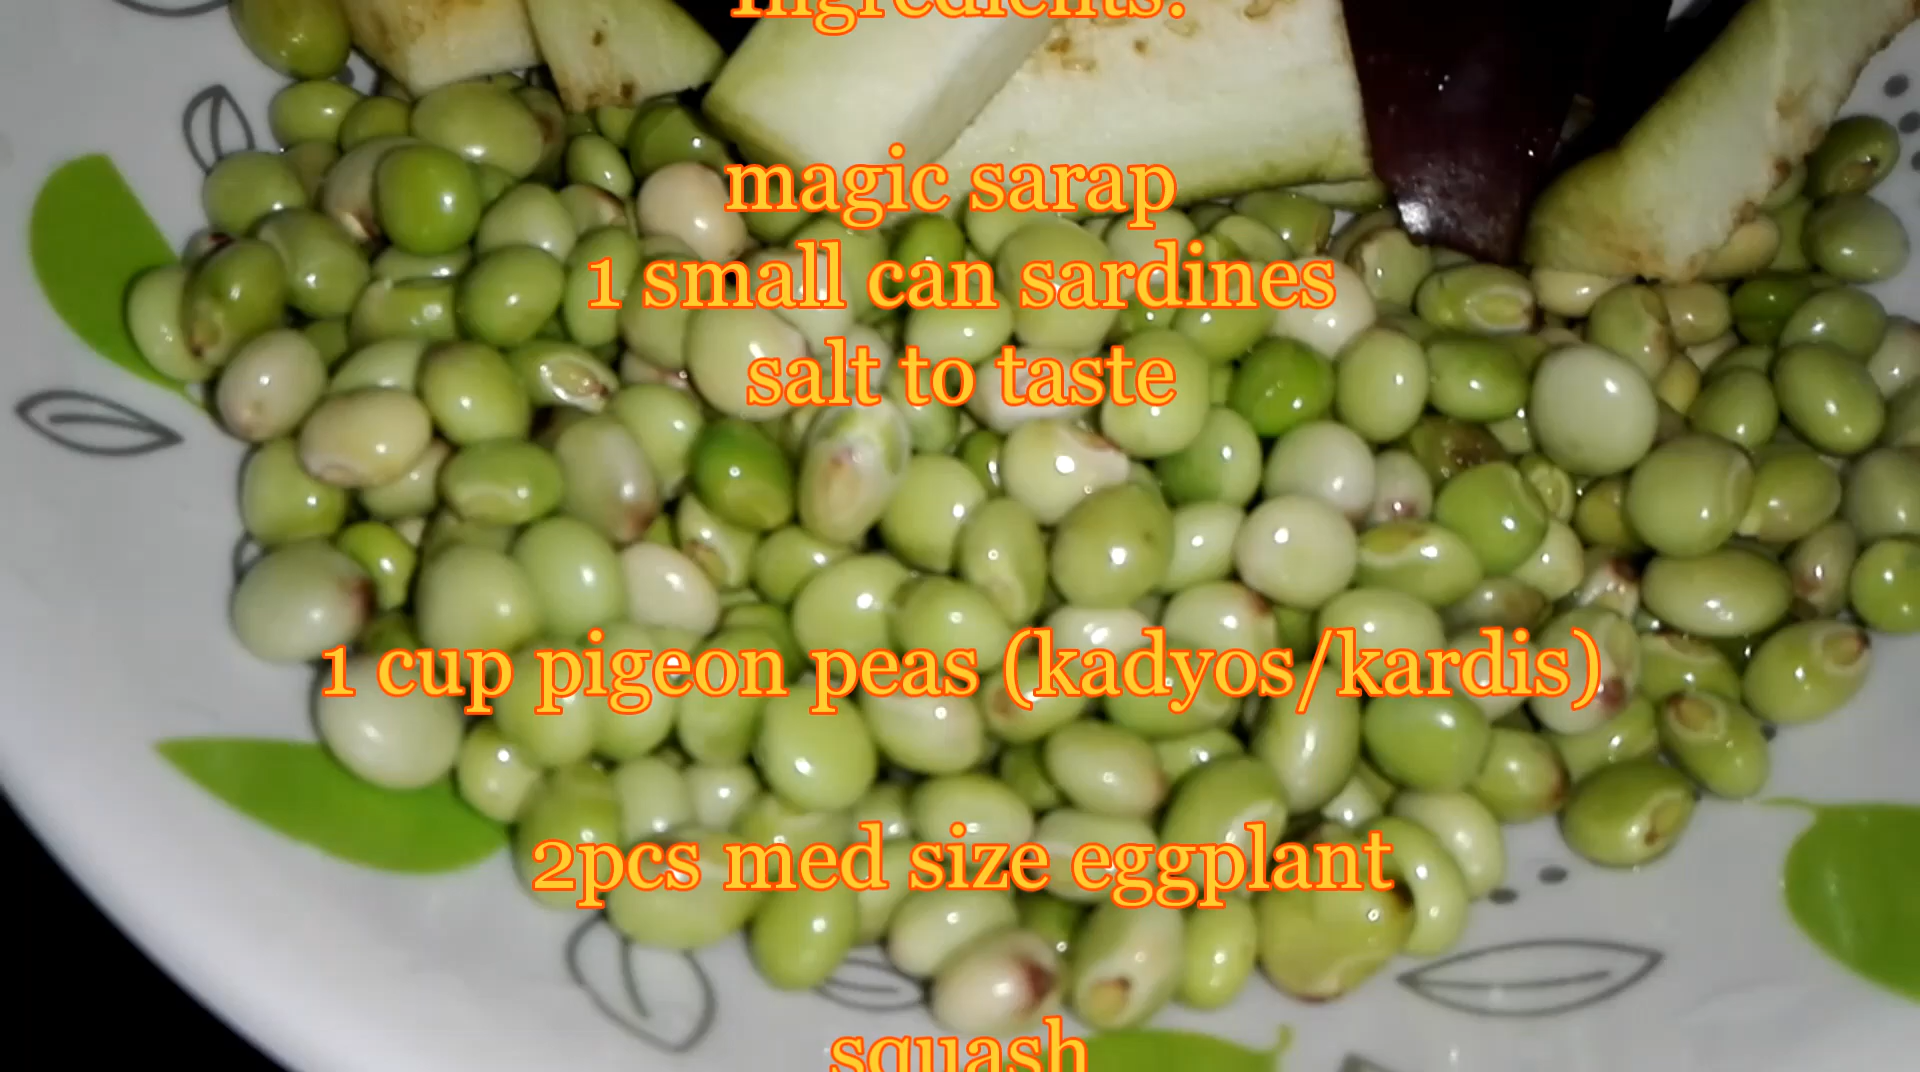 Ingredients:
magic sarap
1 small can sardines
salt to taste
1 cup pigeon peas (kadyos/kardis)
2pcs med size eggplant
squash